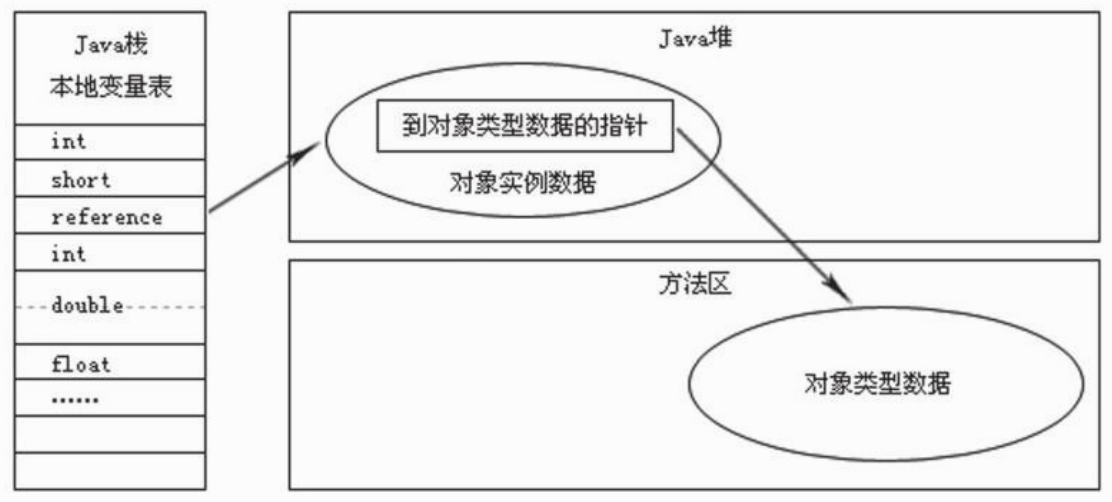 Java栈
本地变量表
int
short
reference
int
double
float
……
Java堆
到对象类型数据的指针
对象实例数据
方法区
对象类型数据